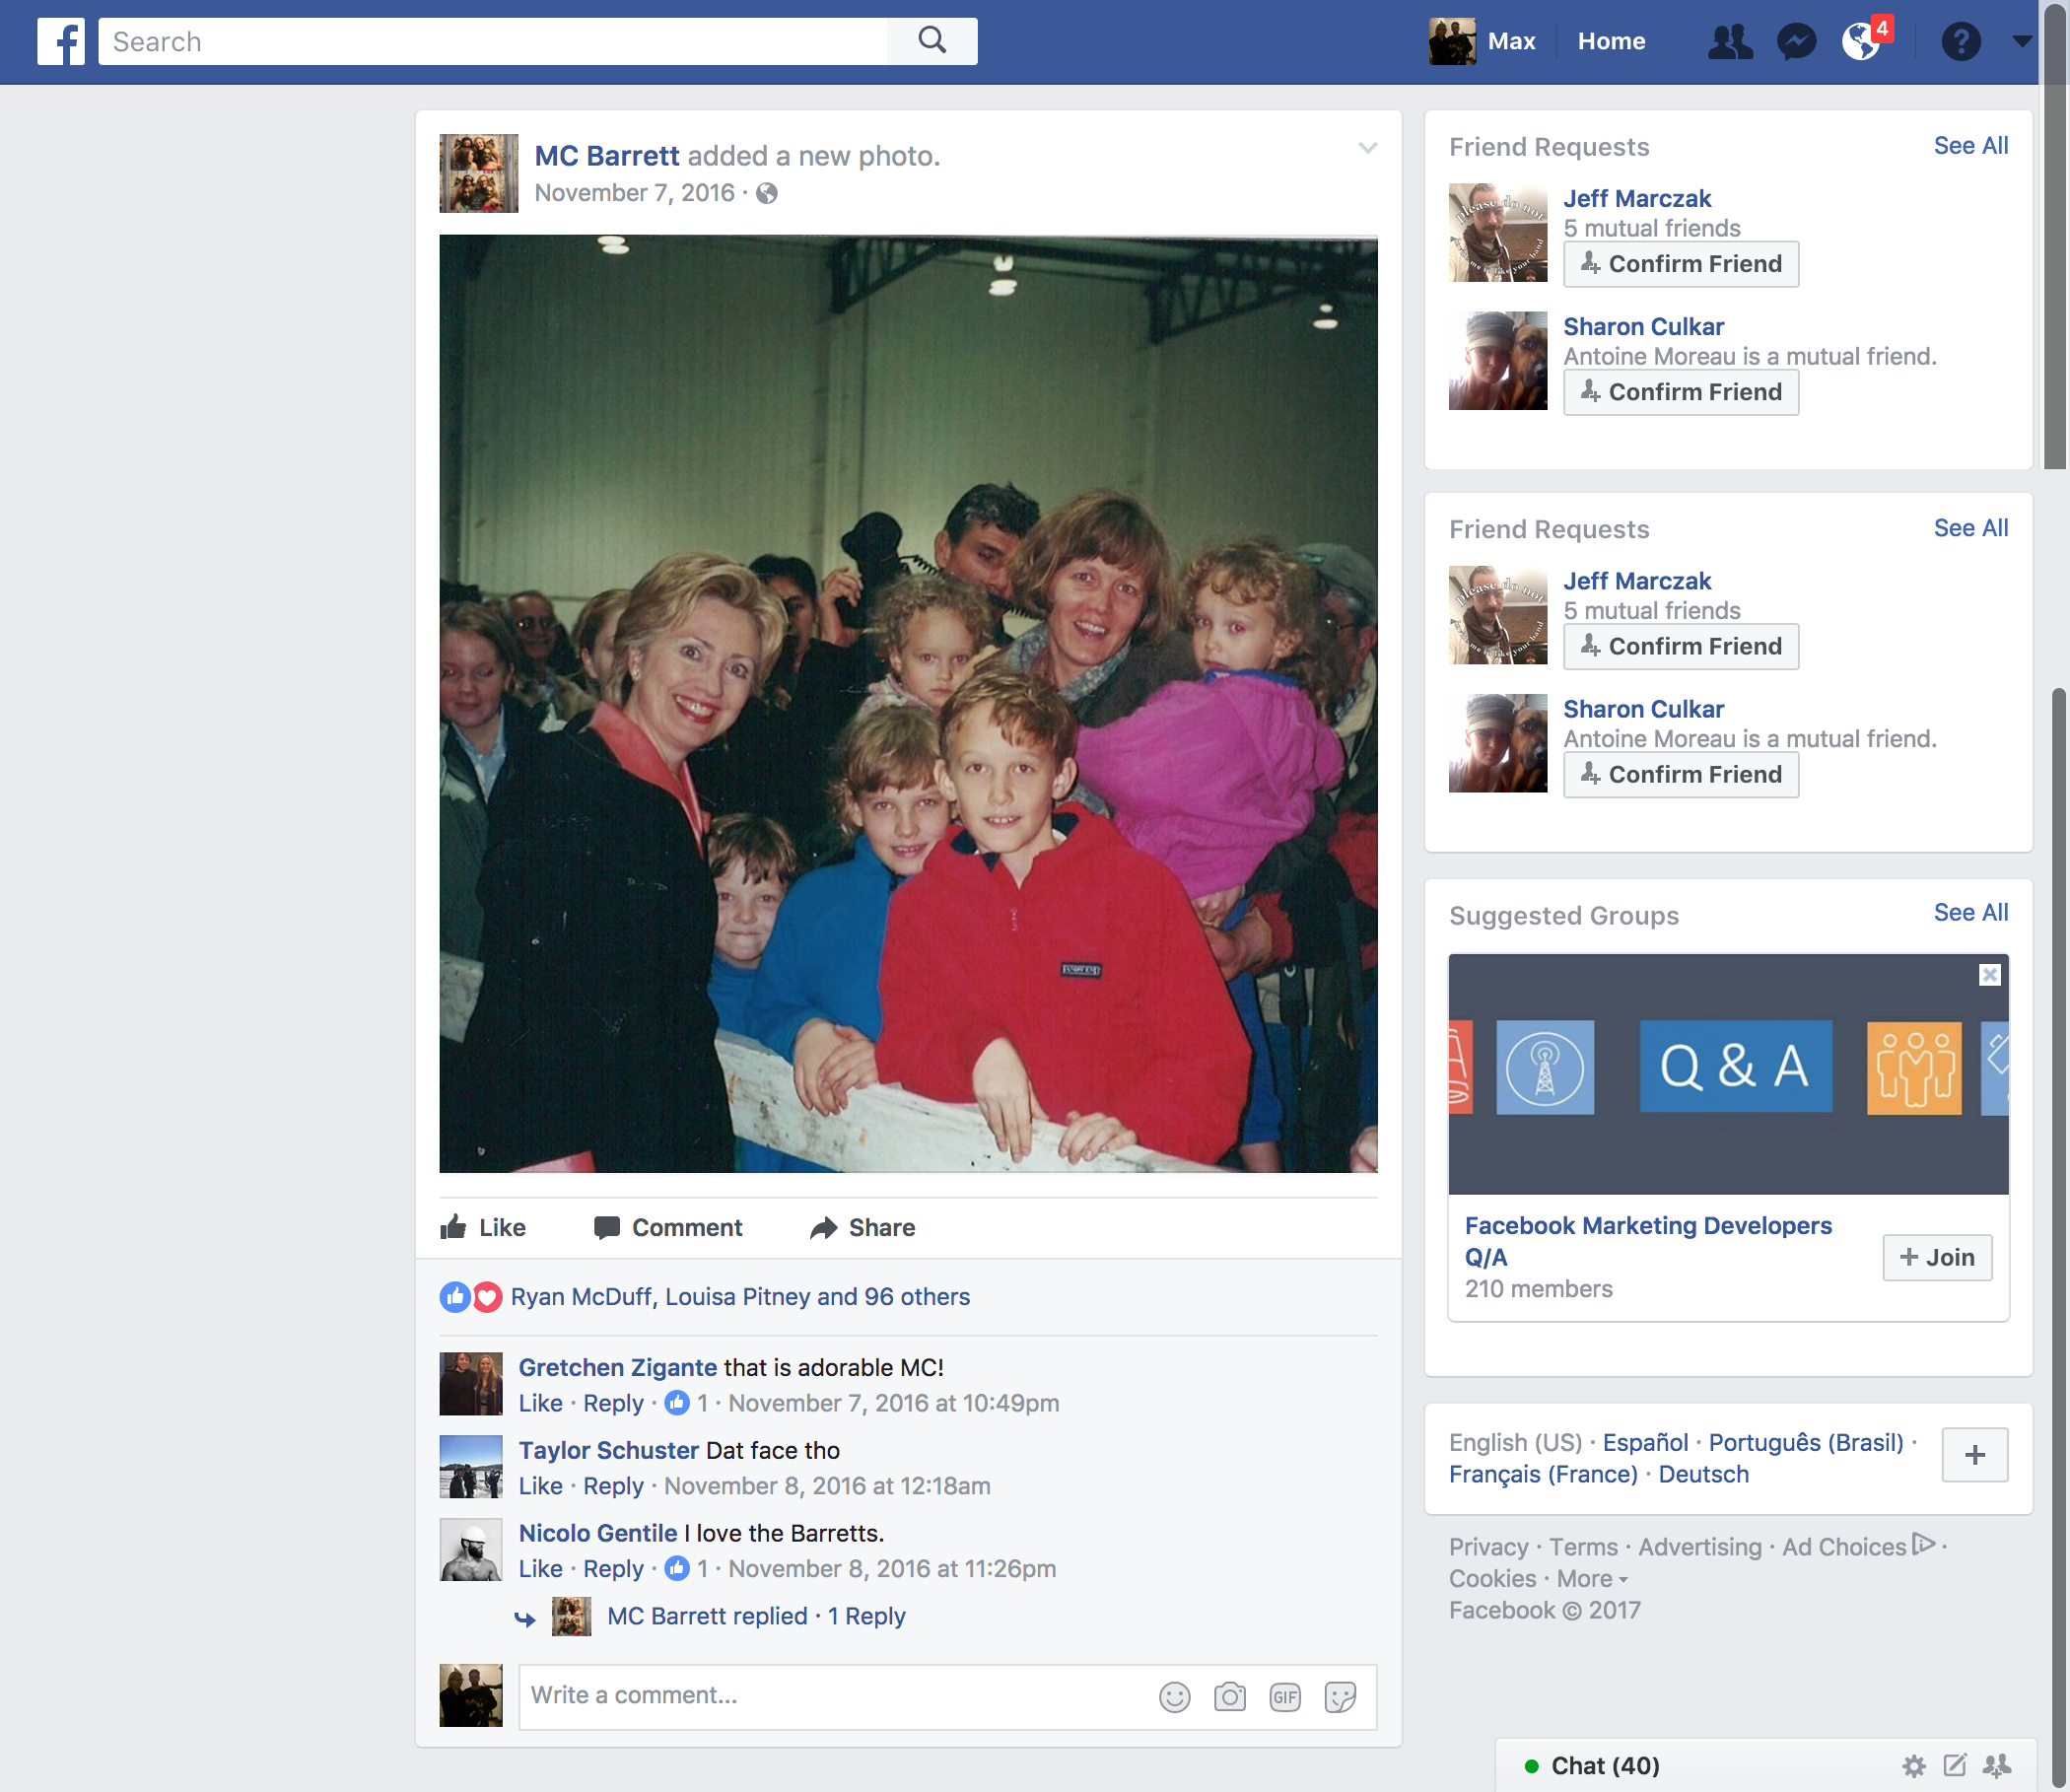 Search
Max
Home
4
?
MC Barrett added a new photo.
November 7, 2016 ·
Like
Comment
Share
Ryan McDuff, Louisa Pitney and 96 others
Gretchen Zigante that is adorable MC!
Like · Reply · 1 · November 7, 2016 at 10:49pm
Taylor Schuster Dat face tho
Like · Reply · November 8, 2016 at 12:18am
Nicolo Gentile I love the Barretts.
Like · Reply · 1 · November 8, 2016 at 11:26pm
MC Barrett replied · 1 Reply
Write a comment...
GIF
Friend Requests
See All
Jeff Marczak
please do not
5 mutual friends
Confirm Friend
Sharon Culkar
Antoine Moreau is a mutual friend.
Confirm Friend
Friend Requests
See All
Jeff Marczak
please do not
5 mutual friends
Confirm Friend
Sharon Culkar
Antoine Moreau is a mutual friend.
Confirm Friend
Suggested Groups
See All
Q & A
Facebook Marketing Developers
Q/A
210 members
+ Join
English (US) · Español · Português (Brasil) ·
Français (France) · Deutsch
+
Privacy · Terms · Advertising · Ad Choices ·
Cookies · More
Facebook © 2017
Chat (40)